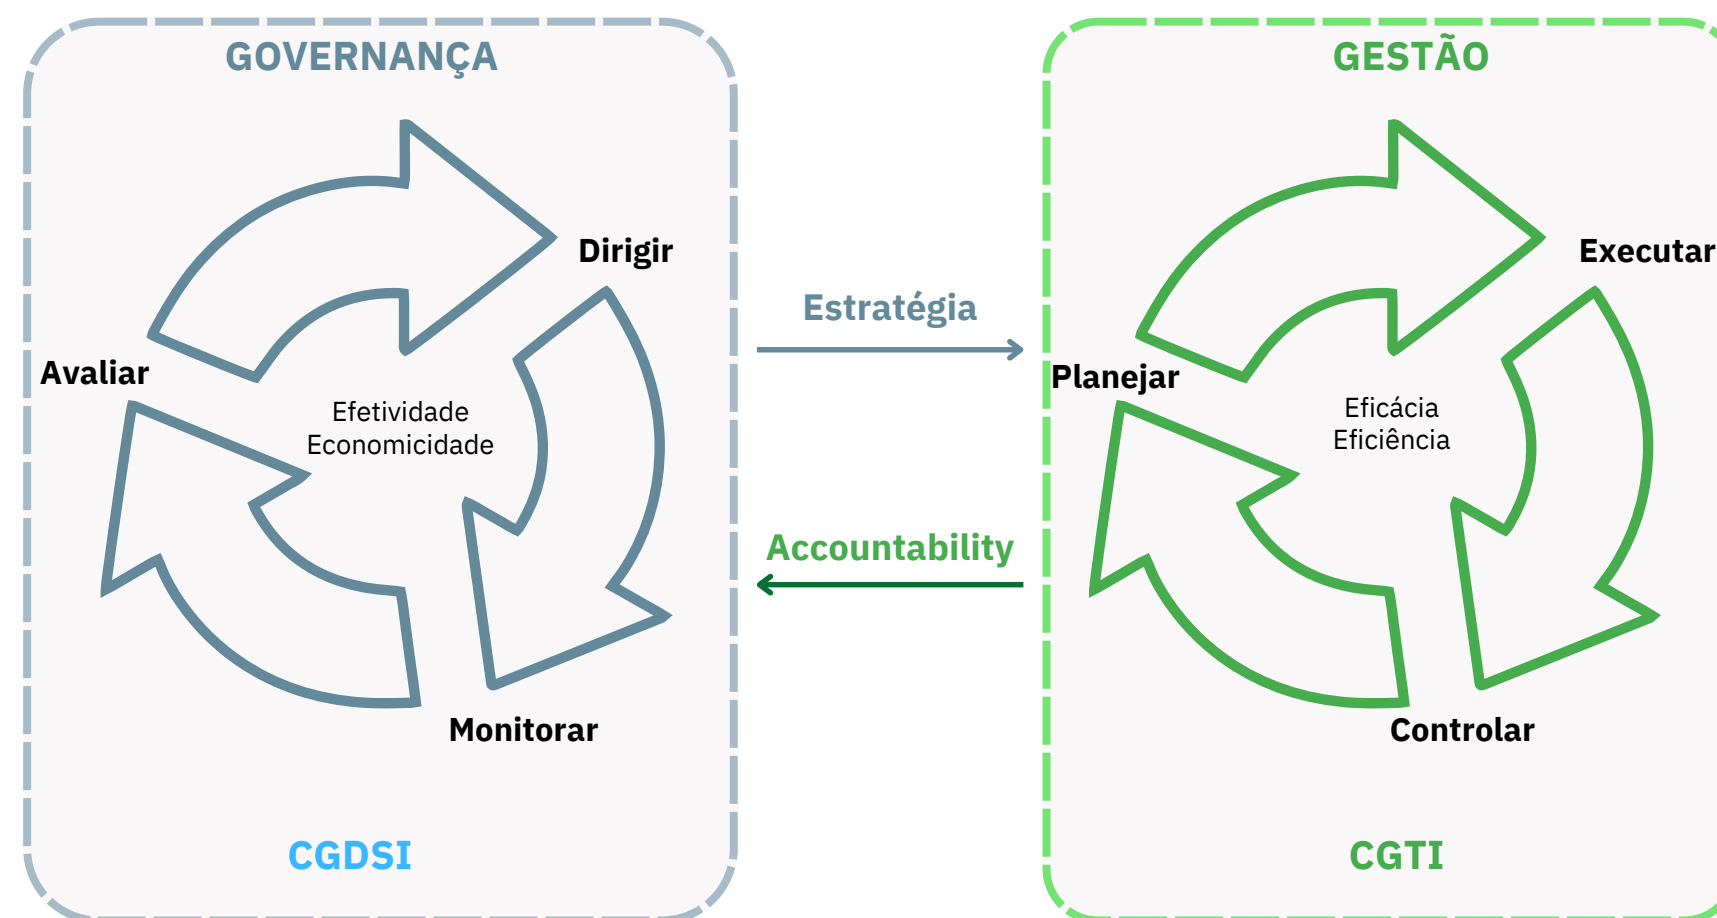 GOVERNANÇA
Dirigir
Avaliar
Efetividade
Economicidade
Monitorar
CGDSI
Estratégia
Accountability
GESTÃO
Executar
Planejar
Eficácia
Eficiência
Controlar
CGTI